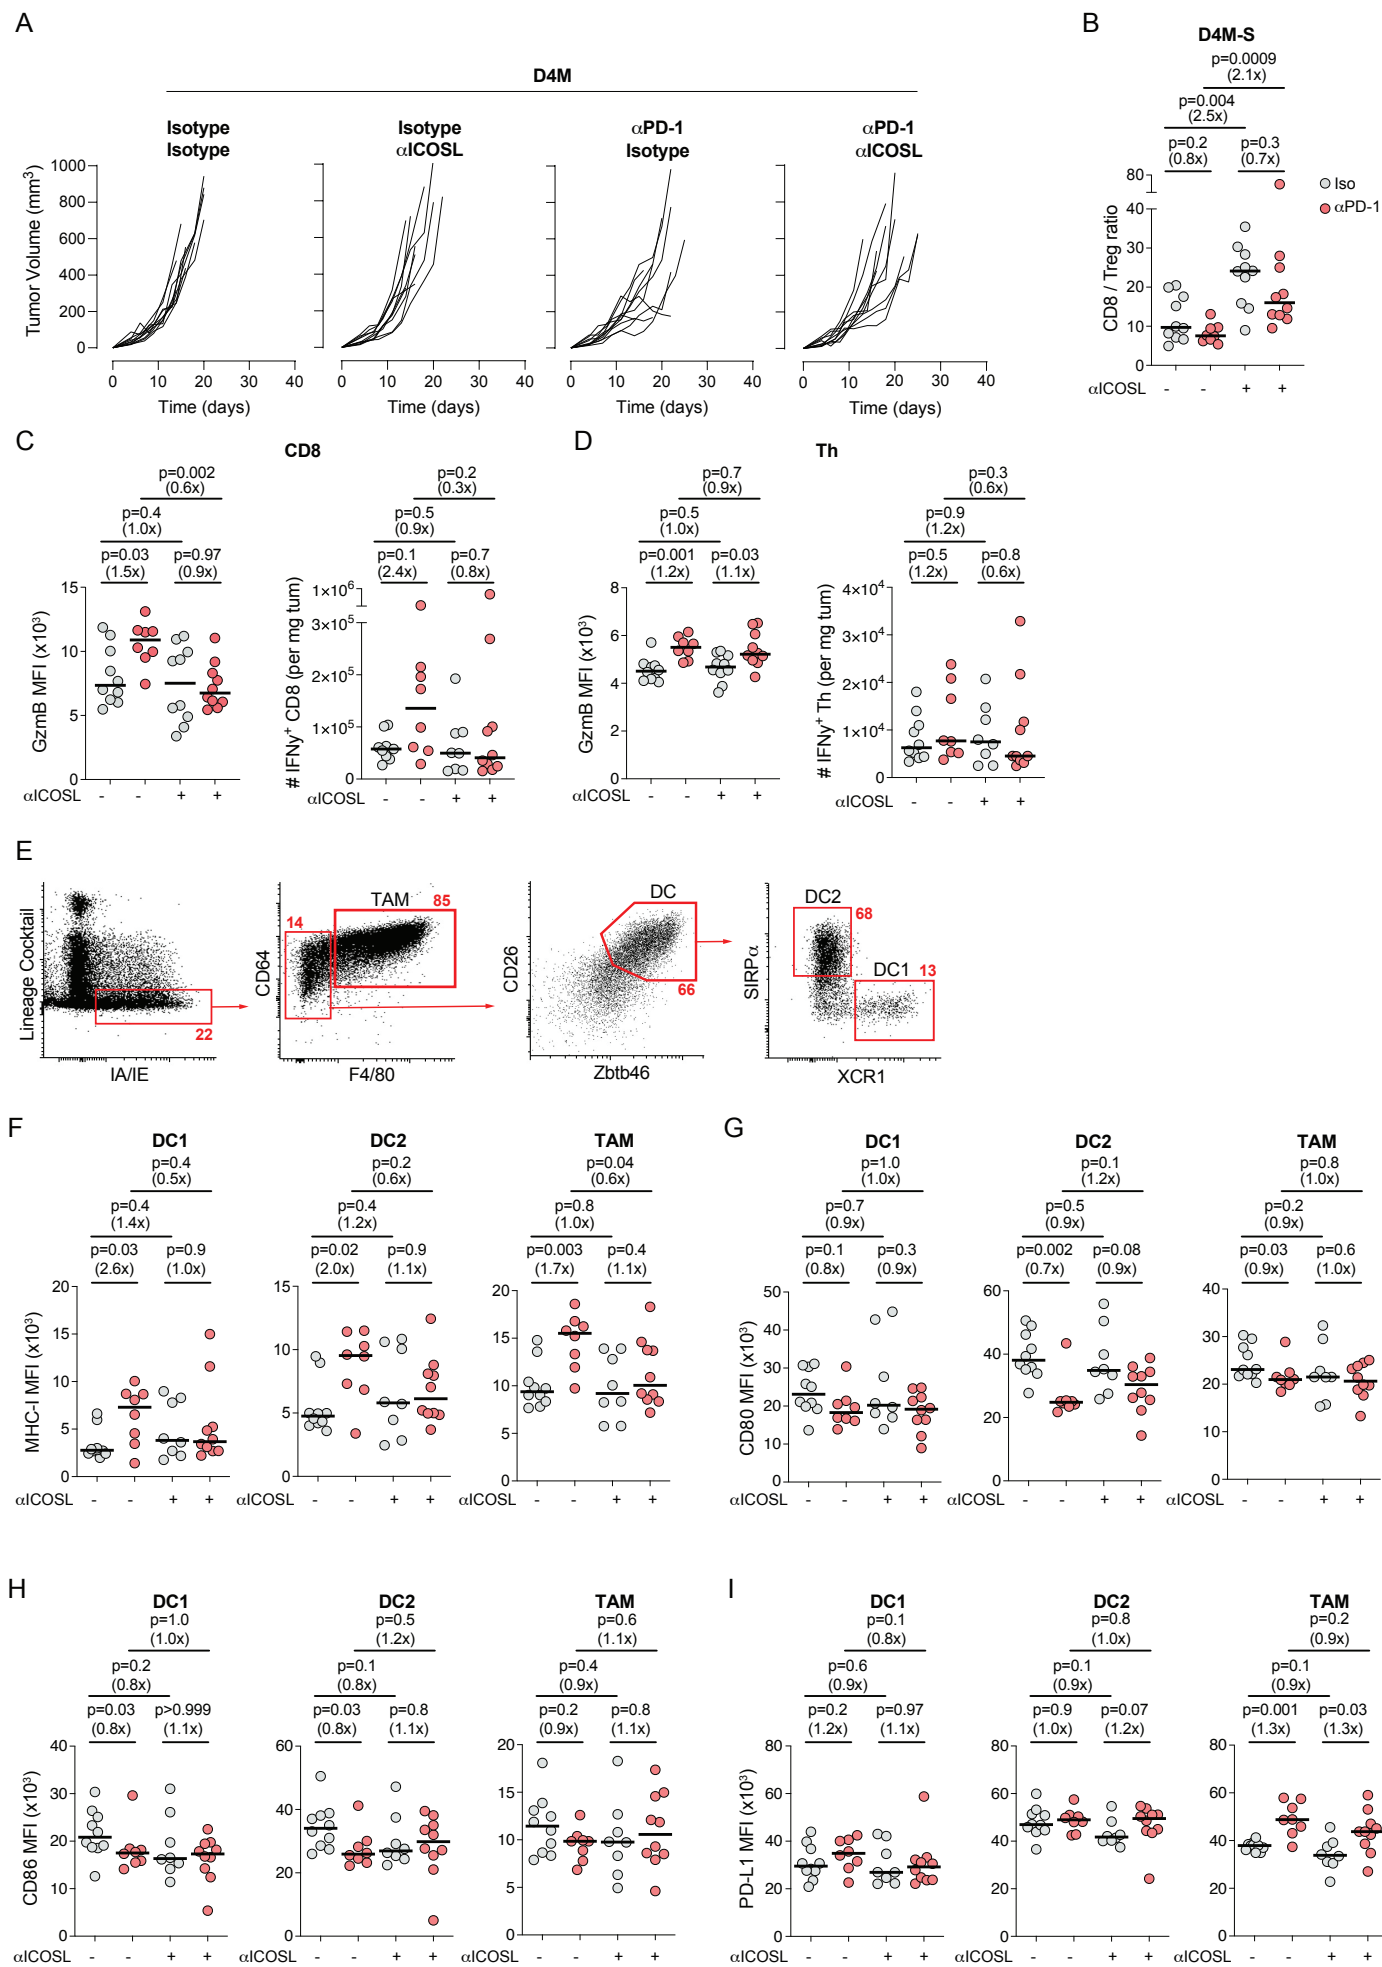 A
D4M
Isotype
Isotype
Isotype
αICOSL
αPD-1
Isotype
αPD-1
αICOSL
Tumor Volume (mm³)
1000
800
600
400
200
0
0 10 20 30 40
0 10 20 30 40
0 10 20 30 40
0 10 20 30 40
Time (days)
Time (days)
Time (days)
Time (days)
B
D4M-S
p=0.0009
(2.1x)
p=0.004
(2.5x)
p=0.2
(0.8x)
p=0.3
(0.7x)
CD8 / Treg ratio
80
40
30
20
10
0
Iso
αPD-1
αICOSL - - + +
C
CD8
p=0.002
(0.6x)
p=0.4
(1.0x)
p=0.03
(1.5x)
p=0.97
(0.9x)
GzmB MFI (x10³)
15
10
5
0
αICOSL - - + +
p=0.2
(0.3x)
p=0.5
(0.9x)
p=0.1
(2.4x)
p=0.7
(0.8x)
# IFNγ⁺ CD8 (per mg tum)
1×10⁶
3×10⁵
2×10⁵
1×10⁵
0
αICOSL - - + +
D
Th
p=0.7
(0.9x)
p=0.5
(1.0x)
p=0.001
(1.2x)
p=0.03
(1.1x)
GzmB MFI (x10³)
8
6
4
2
0
αICOSL - - + +
p=0.3
(0.6x)
p=0.9
(1.2x)
p=0.5
(1.2x)
p=0.8
(0.6x)
# IFNγ⁺ Th (per mg tum)
4×10⁴
3×10⁴
2×10⁴
1×10⁴
0
αICOSL - - + +
E
Lineage Cocktail
IA/IE
22
CD64
F4/80
14
TAM
85
CD26
Zbtb46
DC
66
SIRPα
XCR1
DC2
68
DC1
13
F
DC1
p=0.4
(0.5x)
p=0.4
(1.4x)
p=0.03
(2.6x)
p=0.9
(1.0x)
MHC-I MFI (x10³)
20
15
10
5
0
αICOSL - - + +
DC2
p=0.2
(0.6x)
p=0.4
(1.2x)
p=0.02
(2.0x)
p=0.9
(1.1x)
15
10
5
0
αICOSL - - + +
TAM
p=0.04
(0.6x)
p=0.8
(1.0x)
p=0.003
(1.7x)
p=0.4
(1.1x)
20
15
10
5
0
αICOSL - - + +
G
DC1
p=1.0
(1.0x)
p=0.7
(0.9x)
p=0.1
(0.8x)
p=0.3
(0.9x)
CD80 MFI (x10³)
50
40
30
20
10
0
αICOSL - - + +
DC2
p=0.1
(1.2x)
p=0.5
(0.9x)
p=0.002
(0.7x)
p=0.08
(0.9x)
60
40
20
0
αICOSL - - + +
TAM
p=0.8
(1.0x)
p=0.2
(0.9x)
p=0.03
(0.9x)
p=0.6
(1.0x)
40
30
20
10
0
αICOSL - - + +
H
DC1
p=1.0
(1.0x)
p=0.2
(0.8x)
p=0.03
(0.8x)
p>0.999
(1.1x)
CD86 MFI (x10³)
40
30
20
10
0
αICOSL - - + +
DC2
p=0.5
(1.2x)
p=0.1
(0.8x)
p=0.03
(0.8x)
p=0.8
(1.1x)
60
40
20
0
αICOSL - - + +
TAM
p=0.6
(1.1x)
p=0.4
(0.9x)
p=0.2
(0.9x)
p=0.8
(1.1x)
20
15
10
5
0
αICOSL - - + +
I
DC1
p=0.1
(0.8x)
p=0.6
(0.9x)
p=0.2
(1.2x)
p=0.97
(1.1x)
PD-L1 MFI (x10³)
80
60
40
20
0
αICOSL - - + +
DC2
p=0.8
(1.0x)
p=0.1
(0.9x)
p=0.9
(1.0x)
p=0.07
(1.2x)
80
60
40
20
0
αICOSL - - + +
TAM
p=0.2
(0.9x)
p=0.1
(0.9x)
p=0.001
(1.3x)
p=0.03
(1.3x)
80
60
40
20
0
αICOSL - - + +